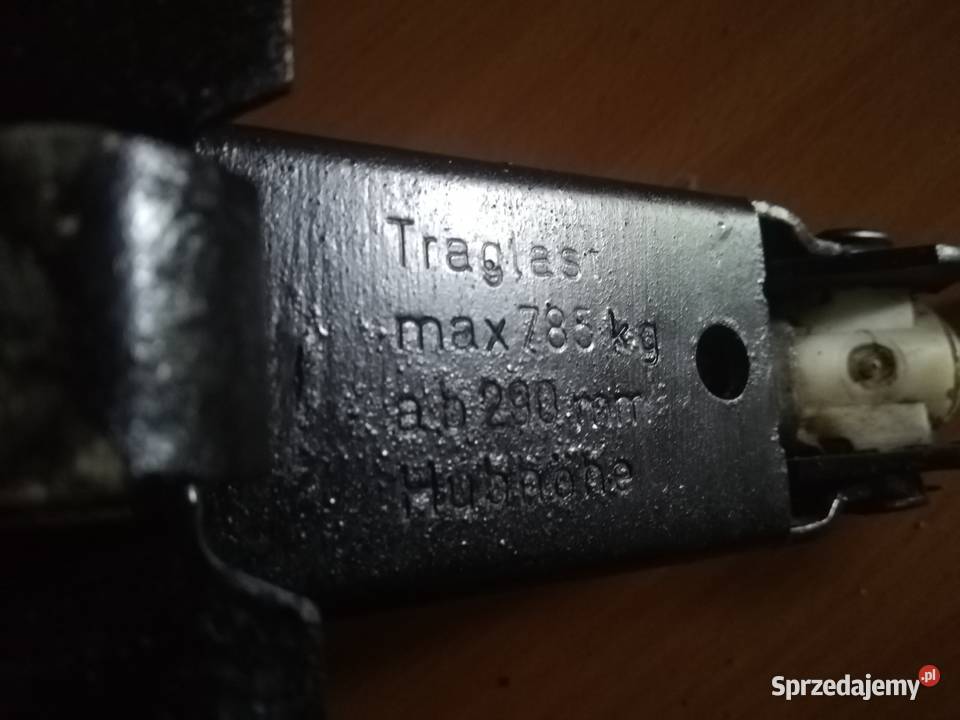 Traglast
max 785 kg
ab 290 mm
Hubhöhe
Sprzedajemy.pl